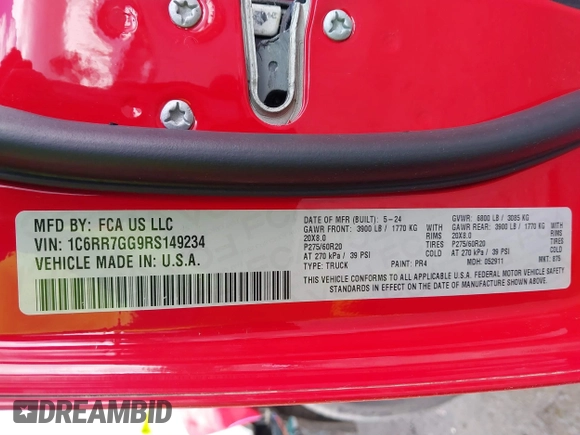 MFD BY: FCA US LLC
VIN: 1C6RR7GG9RS149234
VEHICLE MADE IN: U.S.A.
DATE OF MFR (BUILT): 5-24
GVWR: 6800 LB / 3085 KG
GAWR FRONT: 3900 LB / 1770 KG RIMS
GAWR REAR: 3900 LB / 1770 KG RIMS
20X8.0
20X8.0
TIRES
TIRES
P275/60R20
P275/60R20
COLD
COLD
AT 270 kPa / 39 PSI
AT 270 kPa / 39 PSI
TYPE: TRUCK PAINT: PR4 MDH: 052911 MKT: 875
THIS VEHICLE CONFORMS TO ALL APPLICABLE U.S.A. FEDERAL MOTOR VEHICLE SAFETY
STANDARDS IN EFFECT ON THE DATE OF MANUFACTURE SHOWN ABOVE.
DREAMBID